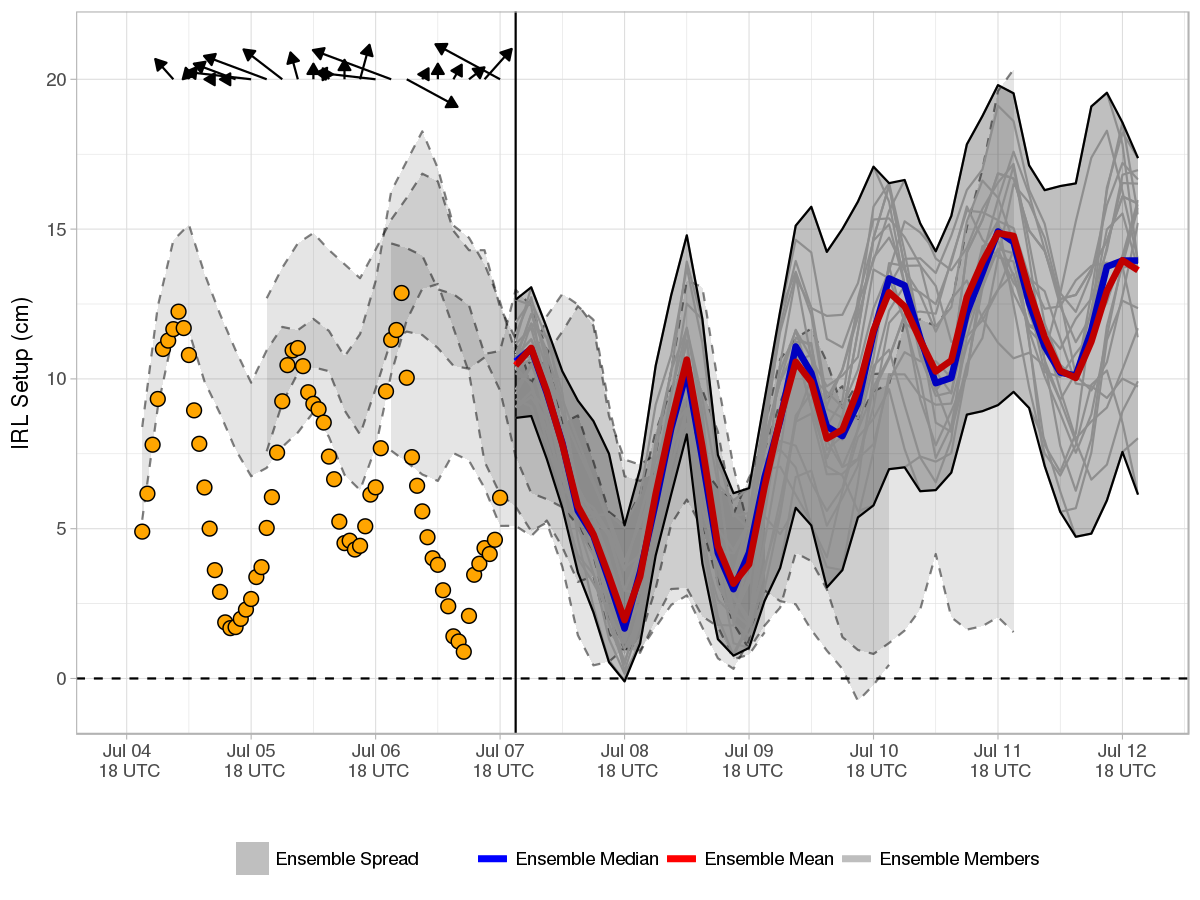 IRL Setup (cm)
20
15
10
5
0
Jul 04 Jul 05 Jul 06 Jul 07 Jul 08 Jul 09 Jul 10 Jul 11 Jul 12
18 UTC 18 UTC 18 UTC 18 UTC 18 UTC 18 UTC 18 UTC 18 UTC 18 UTC
Ensemble Spread Ensemble Median Ensemble Mean Ensemble Members